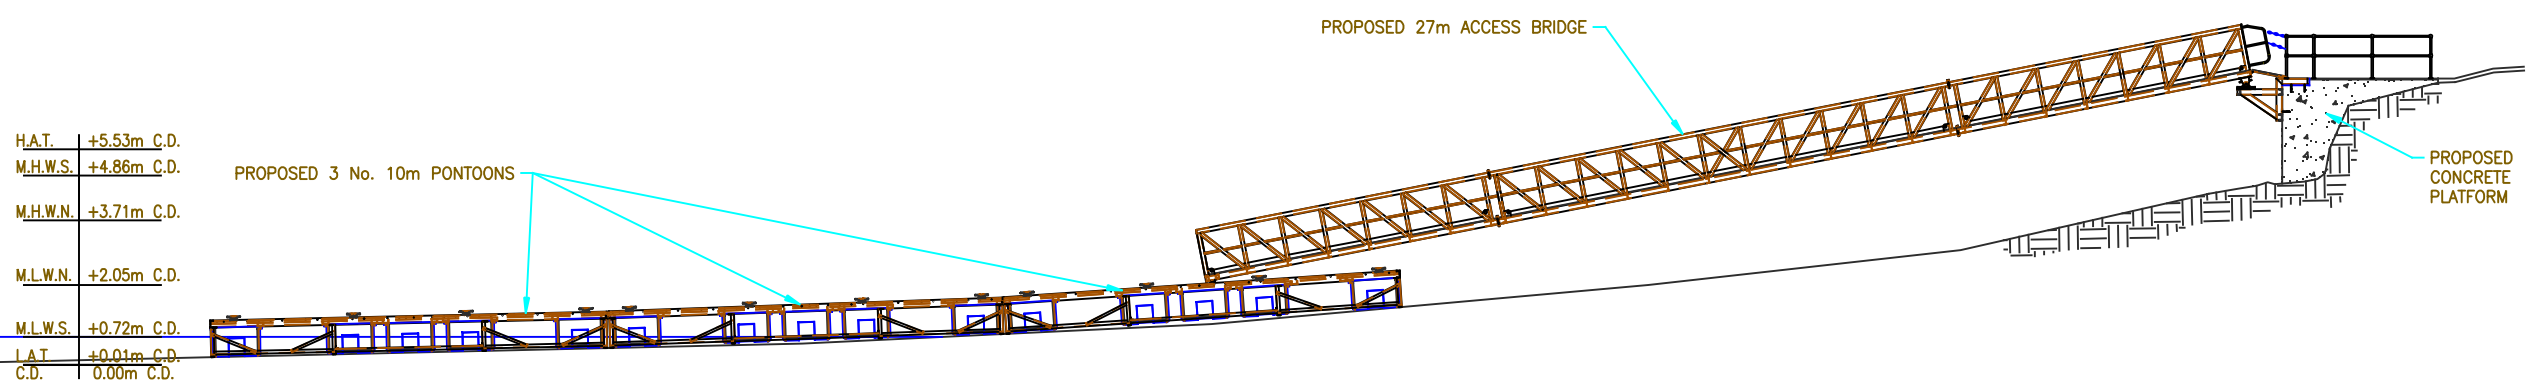 PROPOSED 27m ACCESS BRIDGE
H.A.T. +5.53m C.D.
M.H.W.S. +4.86m C.D.
PROPOSED 3 No. 10m PONTOONS
PROPOSED
CONCRETE
PLATFORM
M.H.W.N. +3.71m C.D.
M.L.W.N. +2.05m C.D.
M.L.W.S. +0.72m C.D.
L.A.T. +0.01m C.D.
C.D. 0.00m C.D.